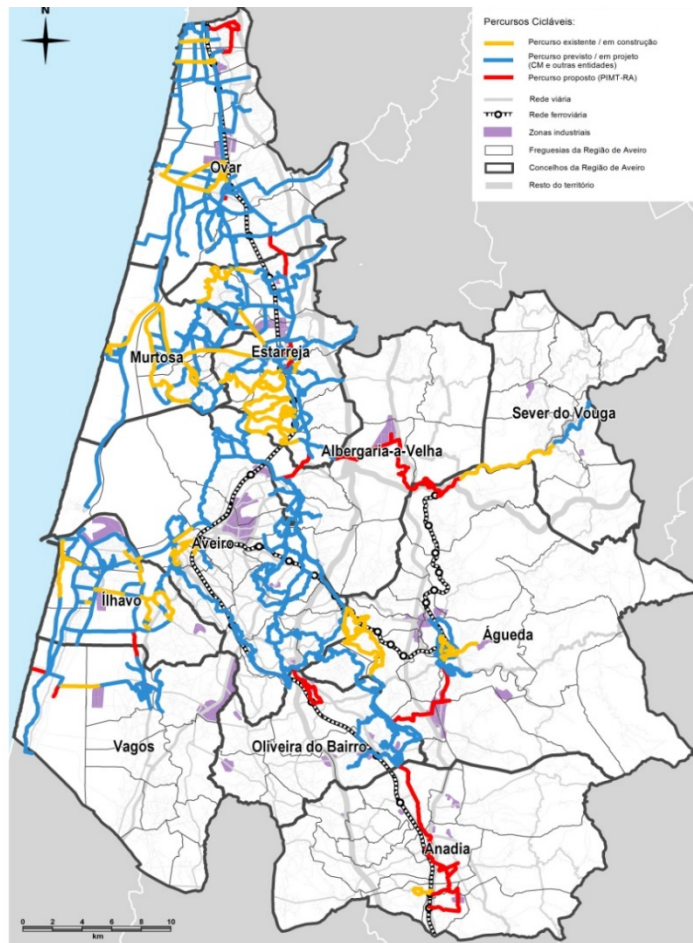 N
Percursos Cicláveis:
Percurso existente / em construção
Percurso previsto / em projeto
(CM e outras entidades)
Percurso proposto (PIMT-RA)
Rede viária
Rede ferroviária
Zonas industriais
Freguesias da Região de Aveiro
Concelhos da Região de Aveiro
Resto do território
Ovar
Murtosa
Estarreja
Sever do Vouga
Albergaria-a-Velha
Aveiro
Ílhavo
Águeda
Vagos
Oliveira do Bairro
Anadia
0 2 4 6 8 10
km